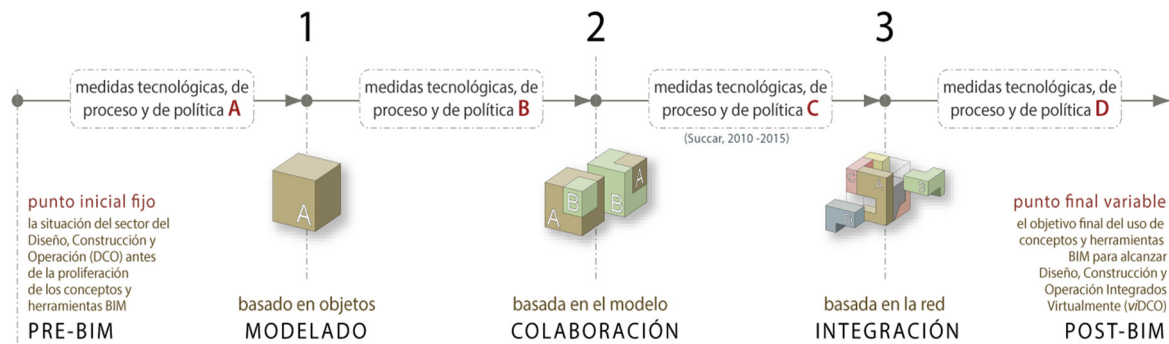 1
2
3
medidas tecnológicas, de
proceso y de política A
medidas tecnológicas, de
proceso y de política B
medidas tecnológicas, de
proceso y de política C
(Succar, 2010 -2015)
medidas tecnológicas, de
proceso y de política D
punto inicial fijo
la situación del sector del
Diseño, Construcción y
Operación (DCO) antes
de la proliferación
de los conceptos y
herramientas BIM
PRE-BIM
A
basado en objetos
MODELADO
A
B
B
A
basada en el modelo
COLABORACIÓN
A
basada en la red
INTEGRACIÓN
punto final variable
el objetivo final del uso de
conceptos y herramientas
BIM para alcanzar
Diseño, Construcción y
Operación Integrados
Virtualmente (viDCO)
POST-BIM